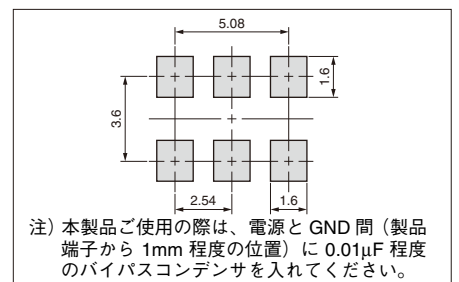 5.08
1.6
3.6
2.54
1.6
注) 本製品ご使用の際は、電源と GND 間（製品
端子から 1mm 程度の位置）に 0.01µF 程度
のバイパスコンデンサを入れてください。